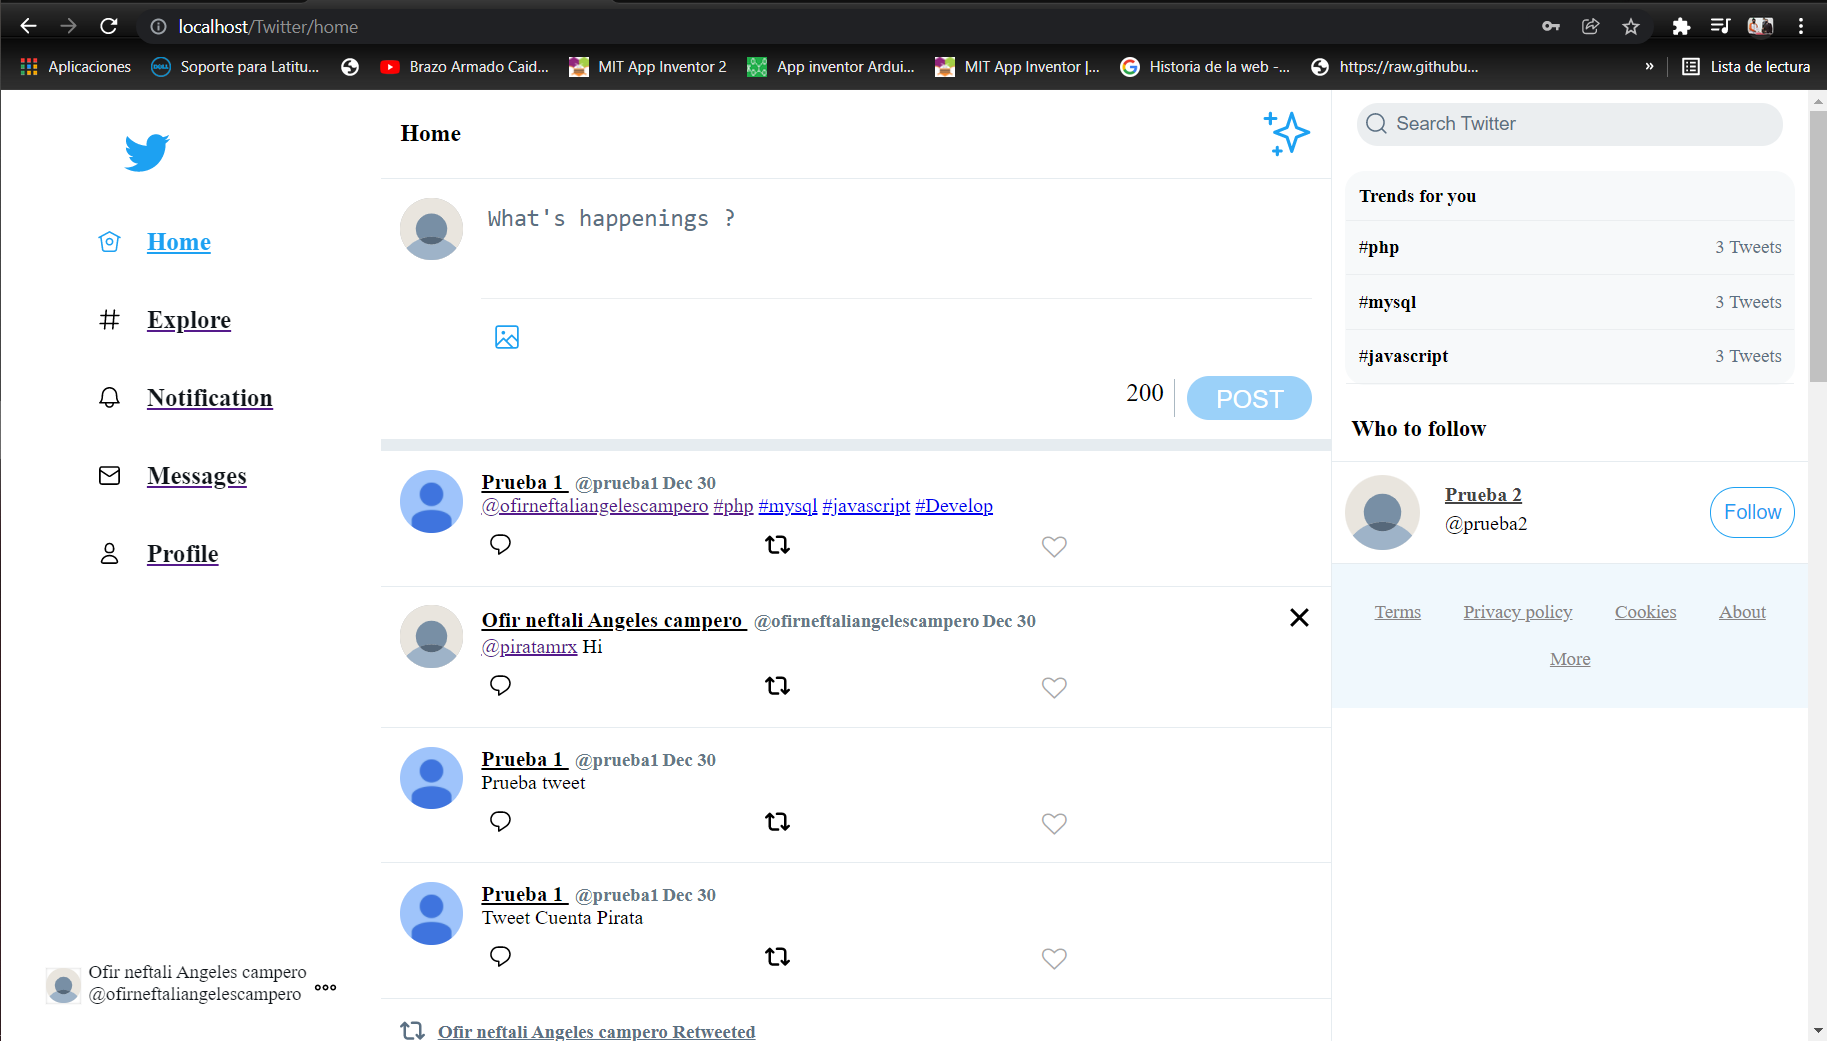 localhost/Twitter/home
Aplicaciones
Soporte para Latitu...
Brazo Armado Caid...
MIT App Inventor 2
App inventor Ardui...
MIT App Inventor |...
Historia de la web -...
https://raw.githubu...
»
Lista de lectura
Home
Explore
Notification
Messages
Profile
Ofir neftali Angeles campero
@ofirneftaliangelescampero
Home
What's happenings ?
200
POST
Prueba 1 @prueba1 Dec 30
@ofirneftaliangelescampero #php #mysql #javascript #Develop
Ofir neftali Angeles campero @ofirneftaliangelescampero Dec 30
@piratamrx Hi
Prueba 1 @prueba1 Dec 30
Prueba tweet
Prueba 1 @prueba1 Dec 30
Tweet Cuenta Pirata
Ofir neftali Angeles campero Retweeted
Search Twitter
Trends for you
#php 3 Tweets
#mysql 3 Tweets
#javascript 3 Tweets
Who to follow
Prueba 2
@prueba2
Follow
Terms Privacy policy Cookies About
More